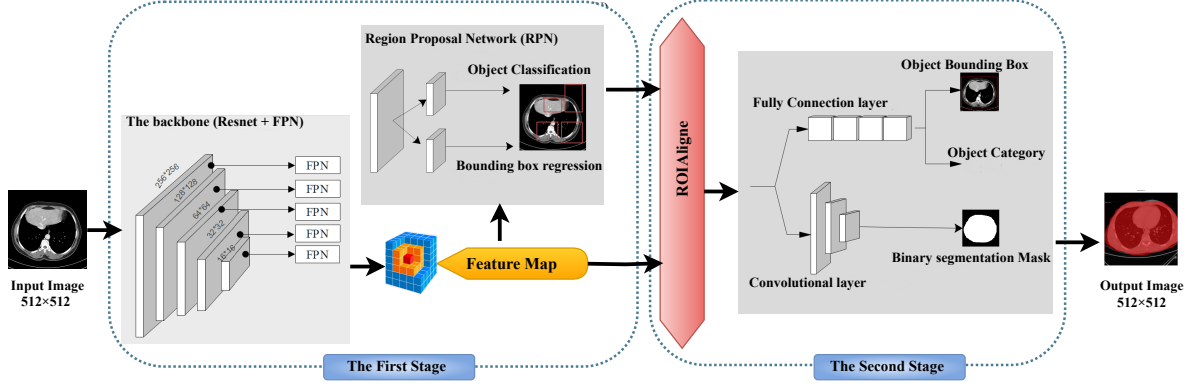 Input Image
512×512
The backbone (Resnet + FPN)
256*256
128*128
64*64
32*32
16*16
FPN
FPN
FPN
FPN
FPN
Region Proposal Network (RPN)
Object Classification
Bounding box regression
Feature Map
The First Stage
ROIAligne
Fully Connection layer
Object Bounding Box
Object Category
Convolutional layer
Binary segmentation Mask
The Second Stage
Output Image
512×512